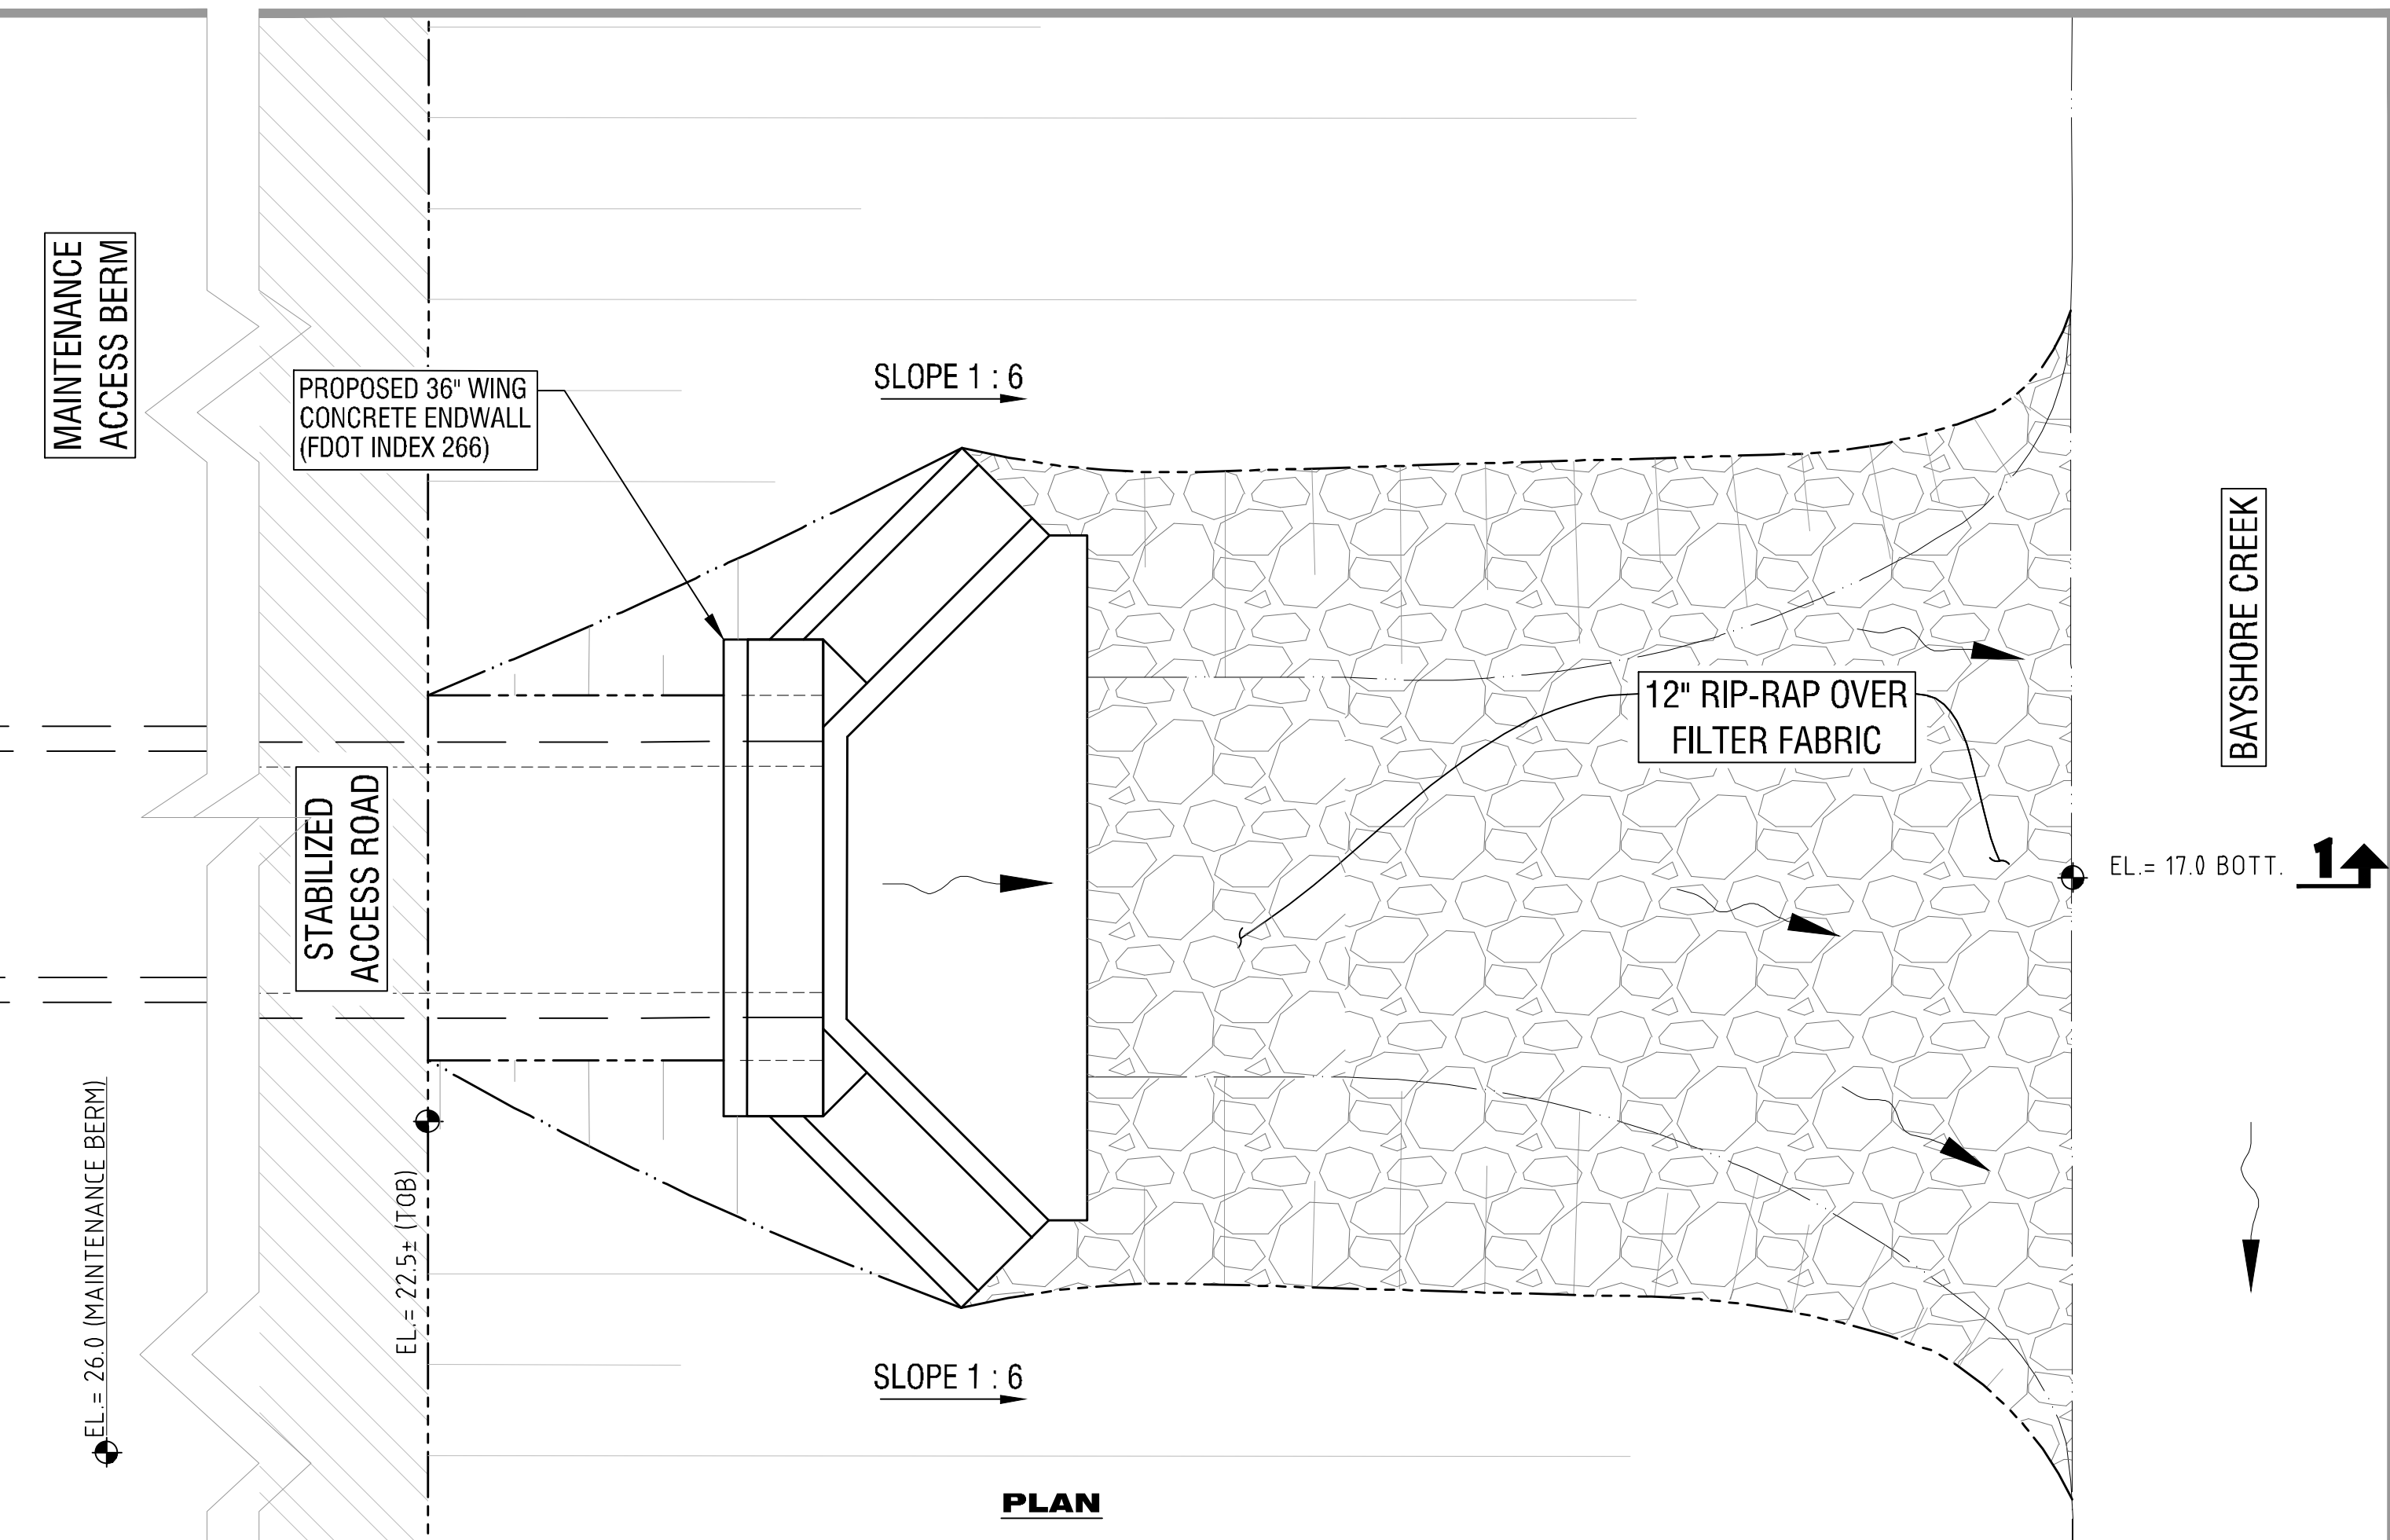 MAINTENANCE
ACCESS BERM
PROPOSED 36" WING
CONCRETE ENDWALL
(FDOT INDEX 266)
SLOPE 1 : 6
12" RIP-RAP OVER
FILTER FABRIC
BAYSHORE CREEK
STABILIZED
ACCESS ROAD
EL.= 17.0 BOTT.
1
EL.= 26.0 (MAINTENANCE BERM)
EL.= 22.5± (TOB)
SLOPE 1 : 6
PLAN